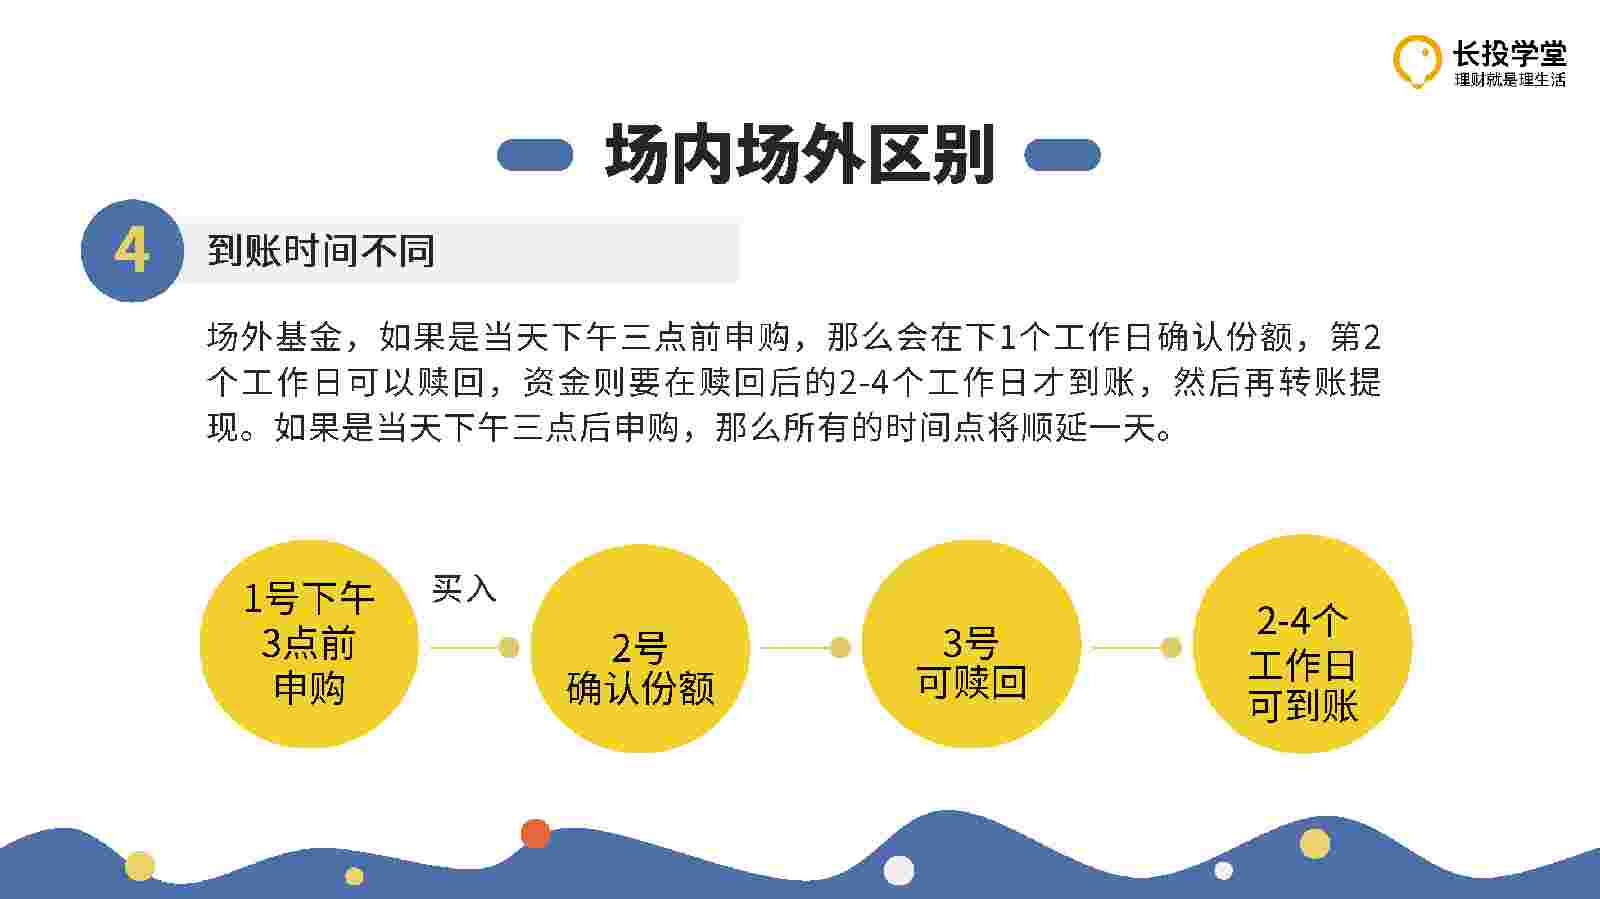 长投学堂
理财就是理生活
场内场外区别
4
到账时间不同
场外基金，如果是当天下午三点前申购，那么会在下1个工作日确认份额，第2
个工作日可以赎回，资金则要在赎回后的2-4个工作日才到账，然后再转账提
现。如果是当天下午三点后申购，那么所有的时间点将顺延一天。
1号下午
3点前
申购
买入
2号
确认份额
3号
可赎回
2-4个
工作日
可到账